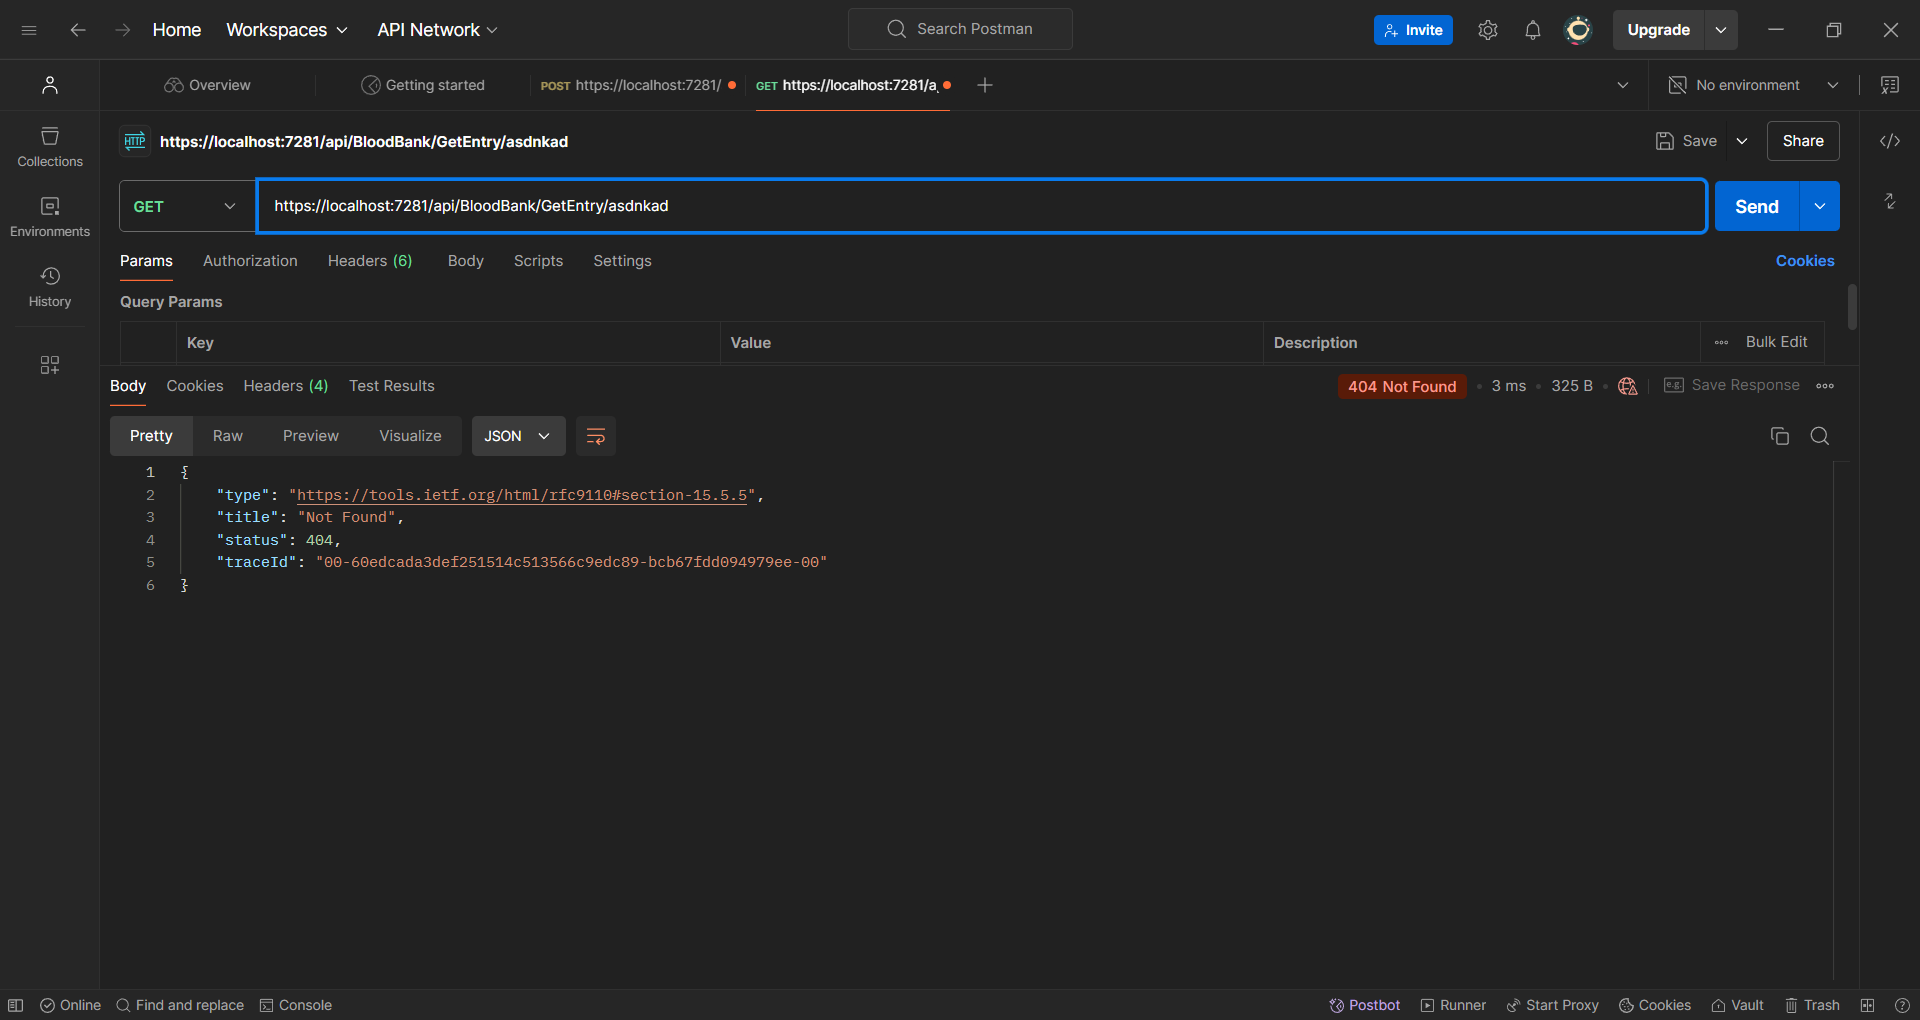 Home Workspaces API Network Search Postman Invite Upgrade
Overview Getting started POST https://localhost:7281/ GET https://localhost:7281/a No environment
HTTP https://localhost:7281/api/BloodBank/GetEntry/asdnkad Save Share
Collections
Environments
History
GET https://localhost:7281/api/BloodBank/GetEntry/asdnkad Send
Params Authorization Headers (6) Body Scripts Settings Cookies
Query Params
Key Value Description Bulk Edit
Body Cookies Headers (4) Test Results 404 Not Found 3 ms 325 B e.g. Save Response
Pretty Raw Preview Visualize JSON
1 {
2 "type": "https://tools.ietf.org/html/rfc9110#section-15.5.5",
3 "title": "Not Found",
4 "status": 404,
5 "traceId": "00-60edcada3def251514c513566c9edc89-bcb67fdd094979ee-00"
6 }
Online Find and replace Console Postbot Runner Start Proxy Cookies Vault Trash